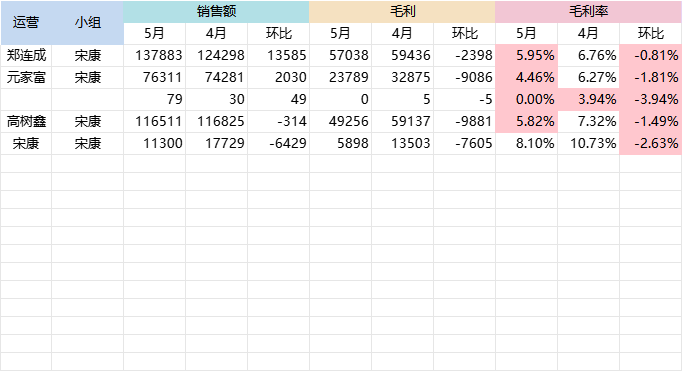 运营 小组 销售额 毛利 毛利率
5月 4月 环比 5月 4月 环比 5月 4月 环比
郑连成 宋康 137883 124298 13585 57038 59436 -2398 5.95% 6.76% -0.81%
元家富 宋康 76311 74281 2030 23789 32875 -9086 4.46% 6.27% -1.81%
79 30 49 0 5 -5 0.00% 3.94% -3.94%
高树鑫 宋康 116511 116825 -314 49256 59137 -9881 5.82% 7.32% -1.49%
宋康 宋康 11300 17729 -6429 5898 13503 -7605 8.10% 10.73% -2.63%